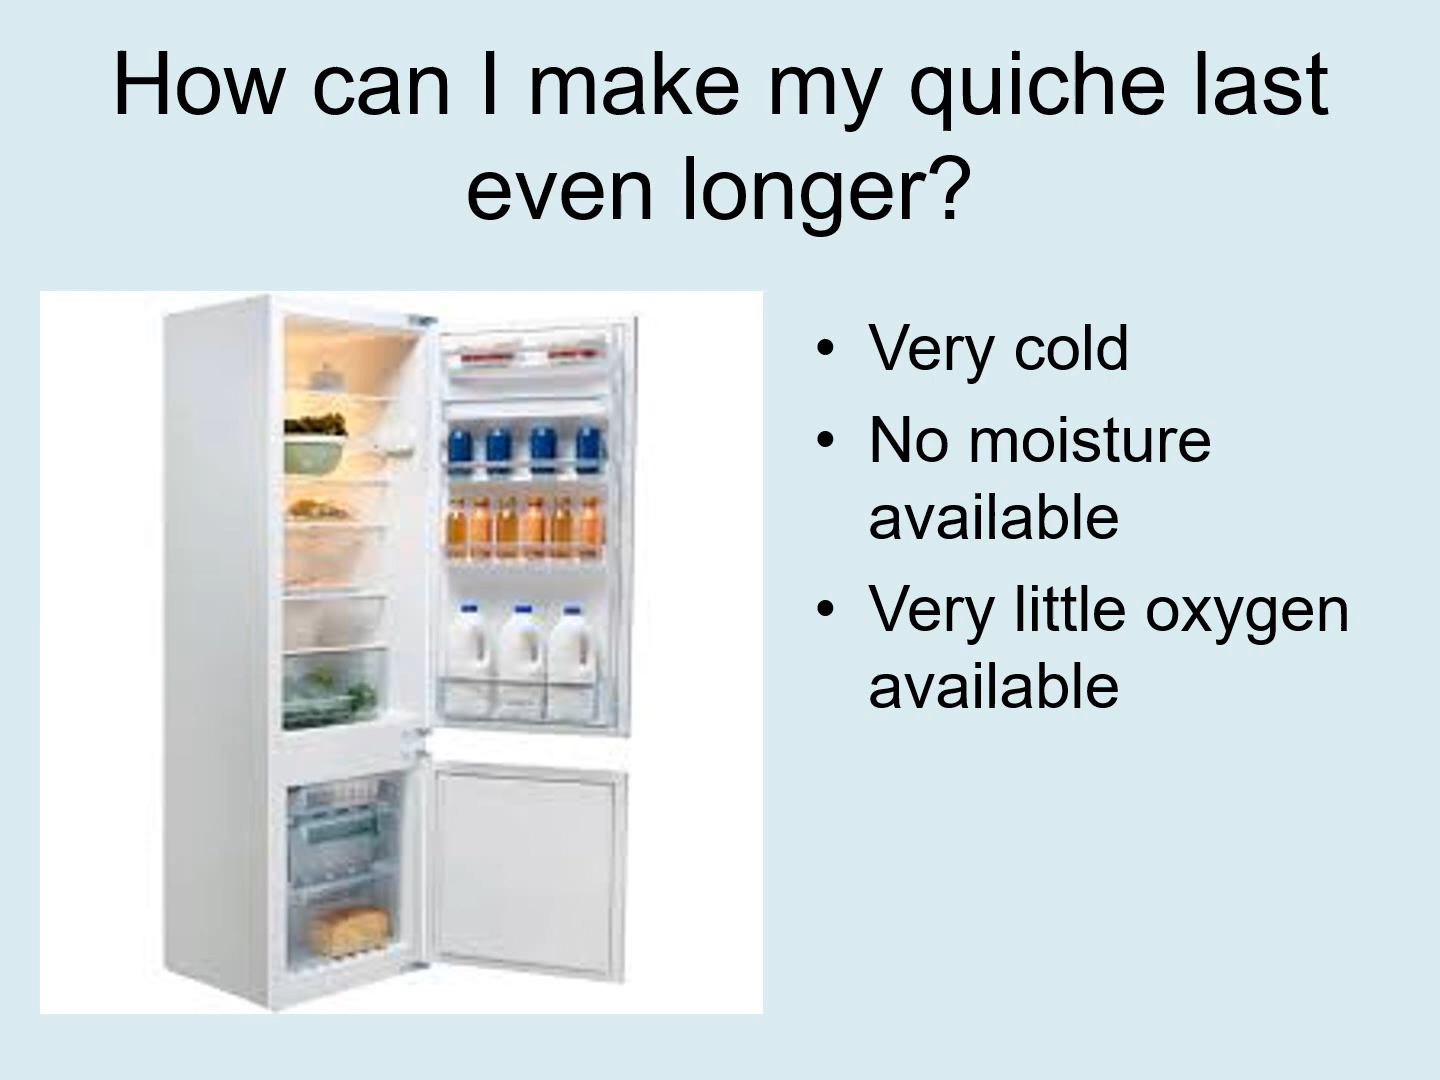 How can I make my quiche last
even longer?
• Very cold
• No moisture
available
• Very little oxygen
available